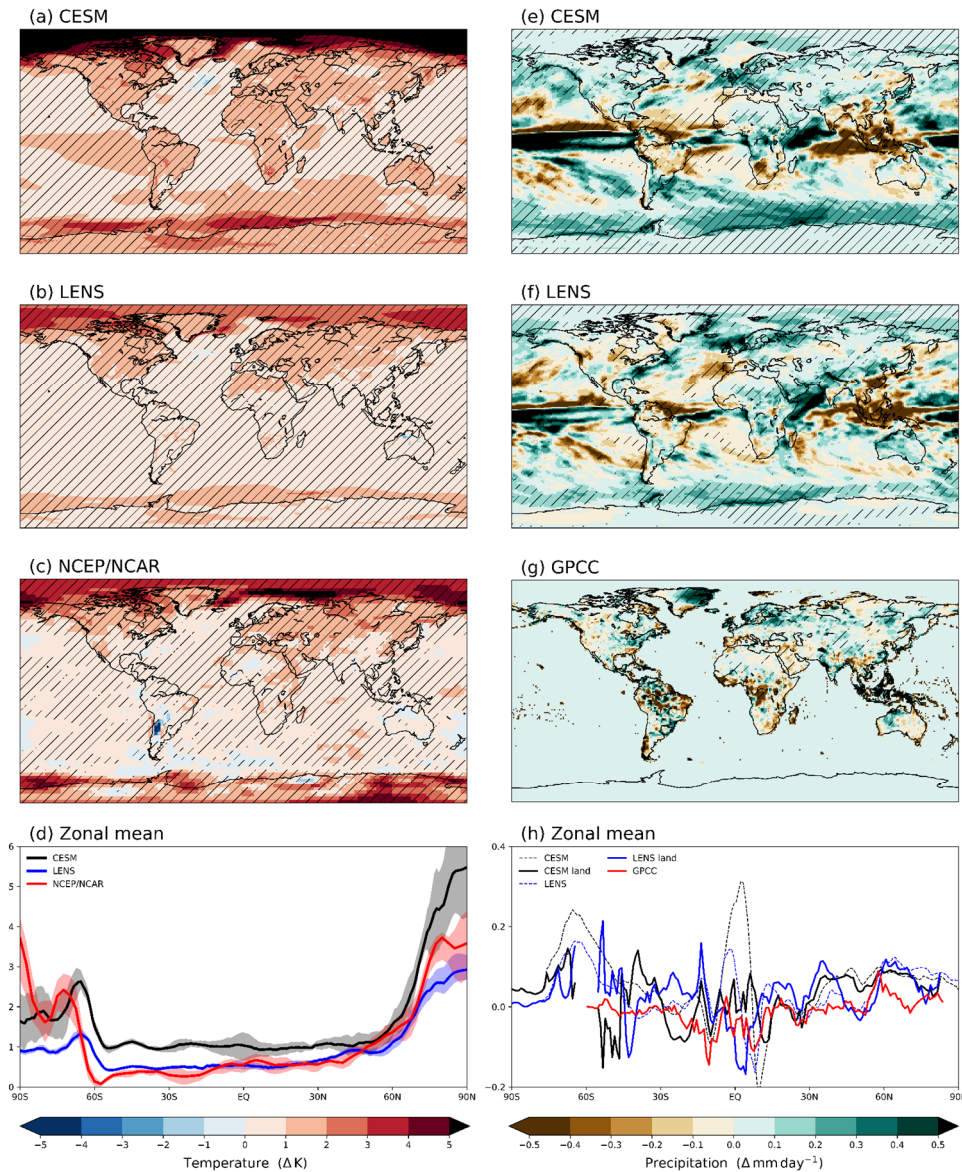 (a) CESM
(e) CESM
(b) LENS
(f) LENS
(c) NCEP/NCAR
(g) GPCC
(d) Zonal mean
6
5
4
3
2
1
0
CESM
LENS
NCEP/NCAR
90S 60S 30S EQ 30N 60N 90N
−5 −4 −3 −2 −1 0 1 2 3 4 5
Temperature (Δ K)
(h) Zonal mean
0.4
0.2
0.0
−0.2
CESM
CESM land
LENS
LENS land
GPCC
90S 60S 30S EQ 30N 60N 90N
−0.5 −0.4 −0.3 −0.2 −0.1 0.0 0.1 0.2 0.3 0.4 0.5
Precipitation (Δ mm day⁻¹)